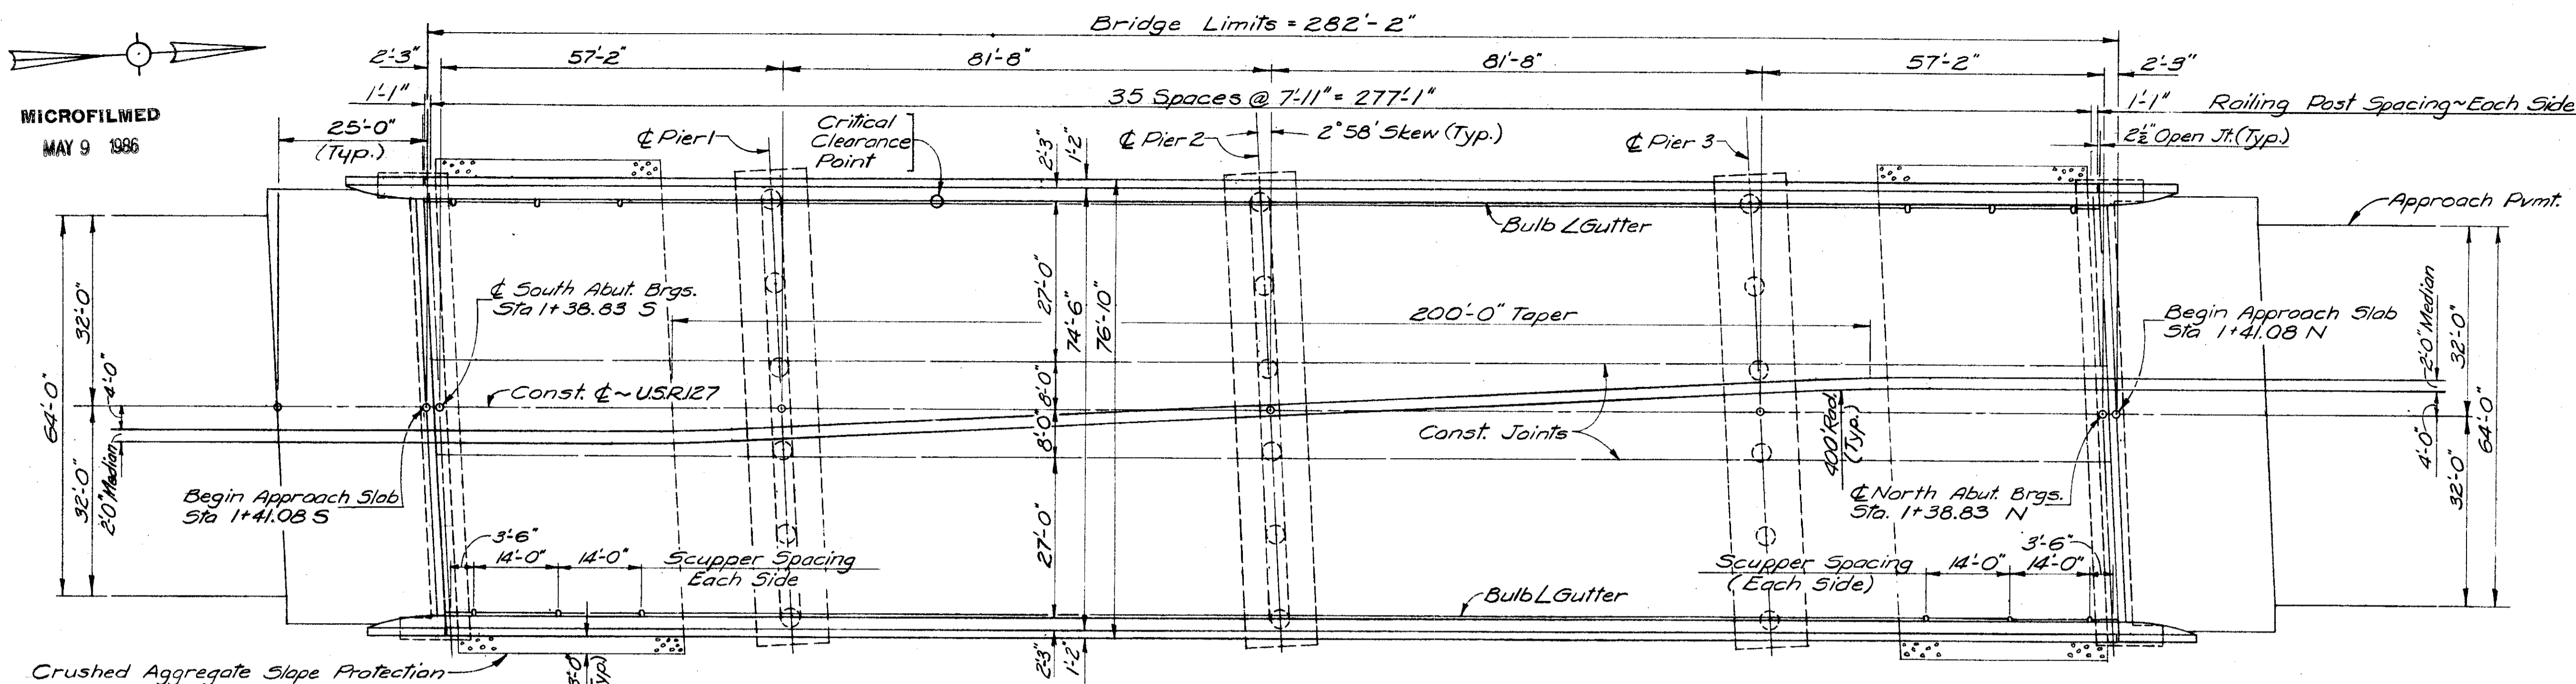 Bridge Limits = 282'-2"
2'-3" 57'-2" 81'-8" 81'-8" 57'-2" 2'-3"
1'-1" 35 Spaces @ 7'-11" = 277'-1" 1'-1" Railing Post Spacing~Each Side
MICROFILMED
MAY 9 1986
25'-0"
(Typ.)
℄ Pier 1
Critical
Clearance
Point
℄ Pier 2
2°58' Skew (Typ.)
℄ Pier 3
2½" Open Jt. (Typ.)
2'-3"
1'-2"
Approach Pvmt.
Bulb ∠ Gutter
℄ South Abut. Brgs.
Sta 1+38.83 S
27'-0"
74'-6"
76'-10"
200'-0" Taper
Begin Approach Slab
Sta 1+41.08 N
2'-0" Median
32'-0"
64'-0"
32'-0"
4'-0"
Const. ℄ ~ U.S.R.127
8'-0"
8'-0"
Const. Joints
400' Rad.
(Typ.)
4'-0"
64'-0"
32'-0"
32'-0"
2'-0" Median
Begin Approach Slab
Sta 1+41.08 S
℄ North Abut. Brgs.
Sta. 1+38.83 N
27'-0"
3'-6"
14'-0" 14'-0"
Scupper Spacing
Each Side
Scupper Spacing
(Each Side)
3'-6"
14'-0" 14'-0"
Bulb ∠ Gutter
2'-3"
1'-2"
Crushed Aggregate Slope Protection